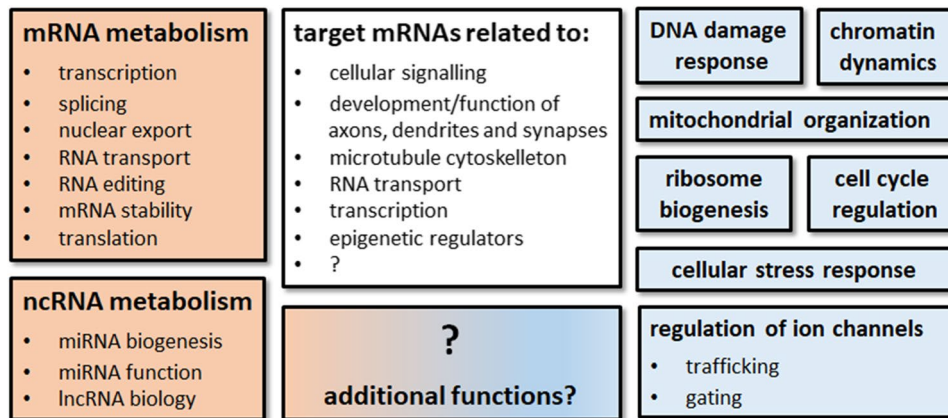 mRNA metabolism
• transcription
• splicing
• nuclear export
• RNA transport
• RNA editing
• mRNA stability
• translation
ncRNA metabolism
• miRNA biogenesis
• miRNA function
• lncRNA biology
target mRNAs related to:
• cellular signalling
• development/function of
axons, dendrites and synapses
• microtubule cytoskelleton
• RNA transport
• transcription
• epigenetic regulators
• ?
?
additional functions?
DNA damage
response
chromatin
dynamics
mitochondrial organization
ribosome
biogenesis
cell cycle
regulation
cellular stress response
regulation of ion channels
• trafficking
• gating